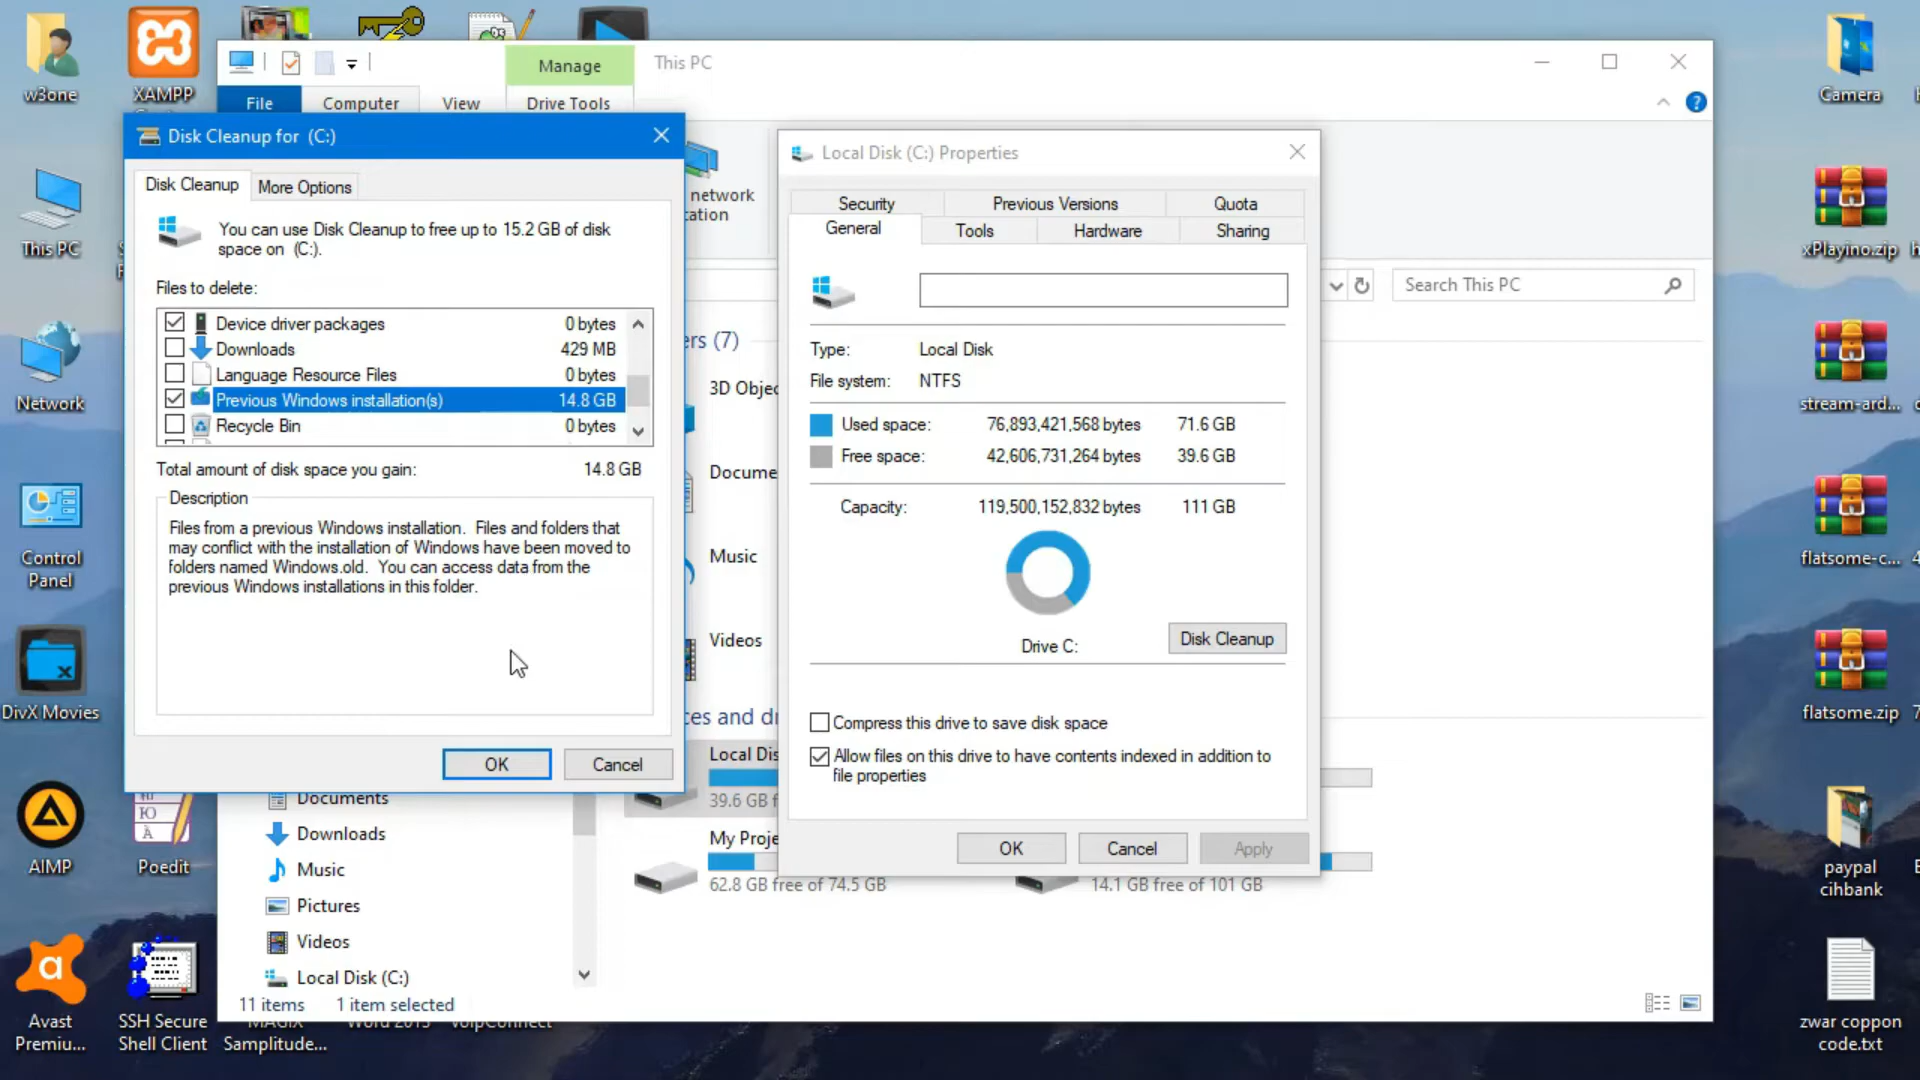 w3one
XAMPP
This PC
Network
Control
Panel
DivX Movies
AIMP
Poedit
Avast
Premiu...
SSH Secure
Shell Client
Samplitude...
Manage
This PC
File
Computer
View
Drive Tools
network
Search This PC
(7)
Music
Videos
39.6 GB
62.8 GB free of 74.5 GB
14.1 GB free of 101 GB
Documents
Downloads
Music
Pictures
Videos
Local Disk (C:)
11 items
1 item selected
Disk Cleanup for (C:)
Disk Cleanup
More Options
You can use Disk Cleanup to free up to 15.2 GB of disk
space on (C:).
Files to delete:
Device driver packages 0 bytes
Downloads 429 MB
Language Resource Files 0 bytes
Previous Windows installation(s) 14.8 GB
Recycle Bin 0 bytes
Total amount of disk space you gain: 14.8 GB
Description
Files from a previous Windows installation. Files and folders that
may conflict with the installation of Windows have been moved to
folders named Windows.old. You can access data from the
previous Windows installations in this folder.
OK
Cancel
Local Disk (C:) Properties
Security
Previous Versions
Quota
General
Tools
Hardware
Sharing
Type: Local Disk
File system: NTFS
Used space: 76,893,421,568 bytes 71.6 GB
Free space: 42,606,731,264 bytes 39.6 GB
Capacity: 119,500,152,832 bytes 111 GB
Drive C:
Disk Cleanup
Compress this drive to save disk space
Allow files on this drive to have contents indexed in addition to
file properties
OK
Cancel
Apply
Camera
xPlayino.zip
stream-ard...
flatsome-c...
flatsome.zip
paypal
cihbank
zwar coppon
code.txt